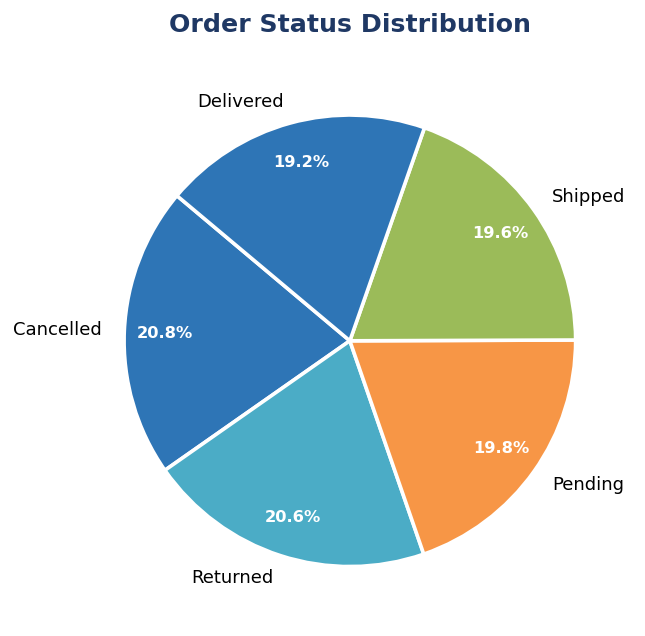 Order Status Distribution
Delivered
19.2%
Shipped
19.6%
Cancelled
20.8%
Pending
19.8%
Returned
20.6%